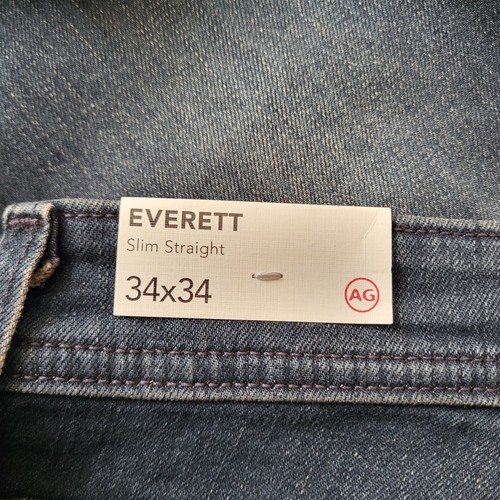 EVERETT
Slim Straight
34x34
AG